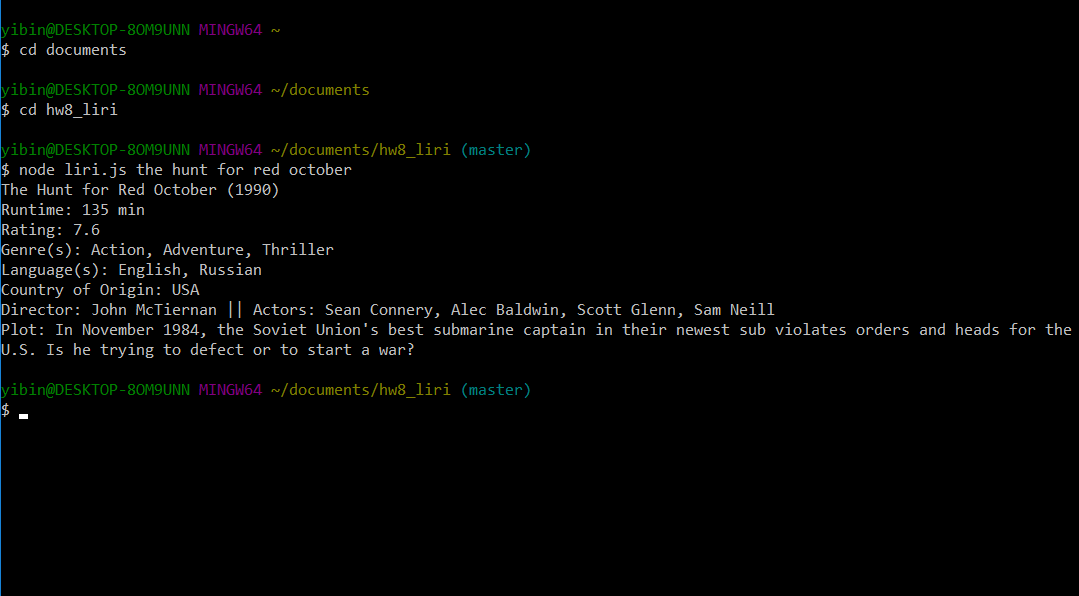 yibin@DESKTOP-8OM9UNN MINGW64 ~
$ cd documents
yibin@DESKTOP-8OM9UNN MINGW64 ~/documents
$ cd hw8_liri
yibin@DESKTOP-8OM9UNN MINGW64 ~/documents/hw8_liri (master)
$ node liri.js the hunt for red october
The Hunt for Red October (1990)
Runtime: 135 min
Rating: 7.6
Genre(s): Action, Adventure, Thriller
Language(s): English, Russian
Country of Origin: USA
Director: John McTiernan || Actors: Sean Connery, Alec Baldwin, Scott Glenn, Sam Neill
Plot: In November 1984, the Soviet Union's best submarine captain in their newest sub violates orders and heads for the
U.S. Is he trying to defect or to start a war?
yibin@DESKTOP-8OM9UNN MINGW64 ~/documents/hw8_liri (master)
$